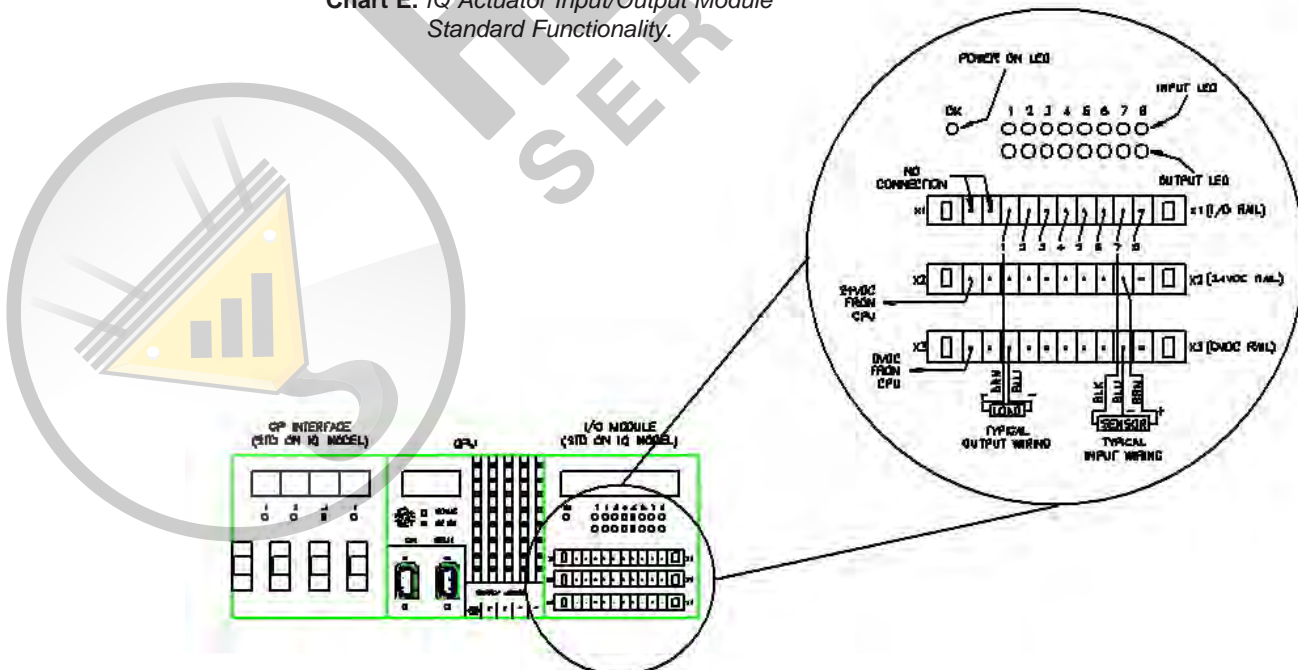 Chart E. IQ Actuator Input/Output Module
Standard Functionality.
SER
POWER ON LED
INPUT LED
OK 1 2 3 4 5 6 7 8
OUTPUT LED
NO
CONNECTION
X1 X1 (I/O RAIL)
1 2 3 4 5 6 7 8
X2 X2 (24VDC RAIL)
24VDC
FROM
CPU
X3 X3 (0VDC RAIL)
0VDC
FROM
CPU
BRN BLU
BLK BLU BRN
- +
LOAD
SENSOR
TYPICAL
OUTPUT WIRING
TYPICAL
INPUT WIRING
OP INTERFACE
(STD ON IQ MODEL)
CPU
I/O MODULE
(STD ON IQ MODEL)